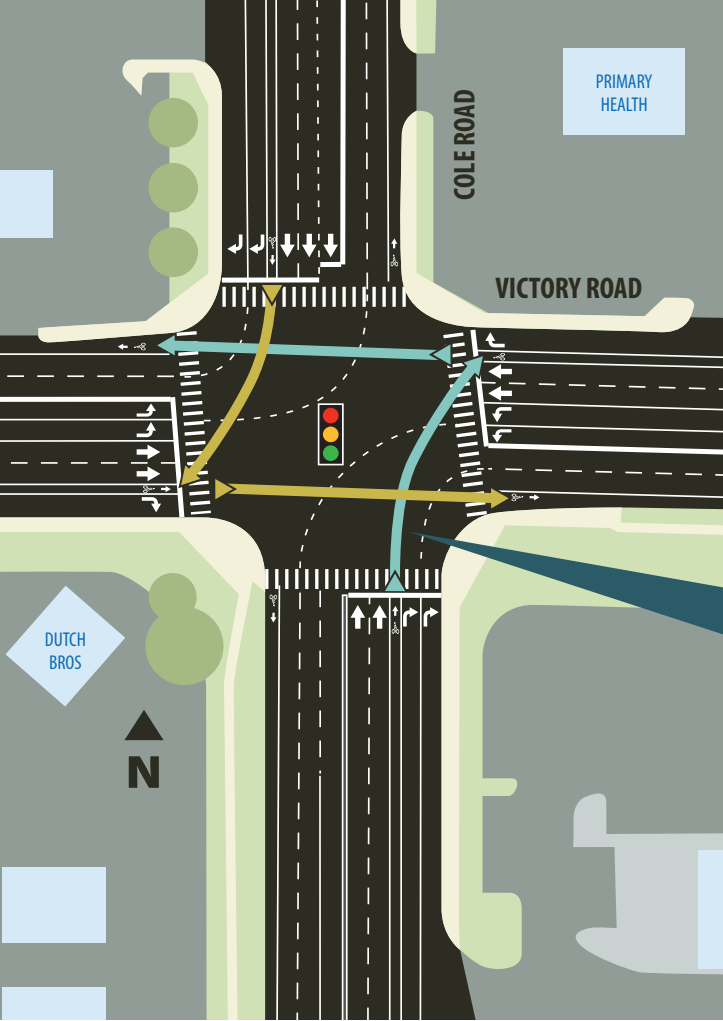 PRIMARY
HEALTH
COLE ROAD
VICTORY ROAD
DUTCH
BROS
N